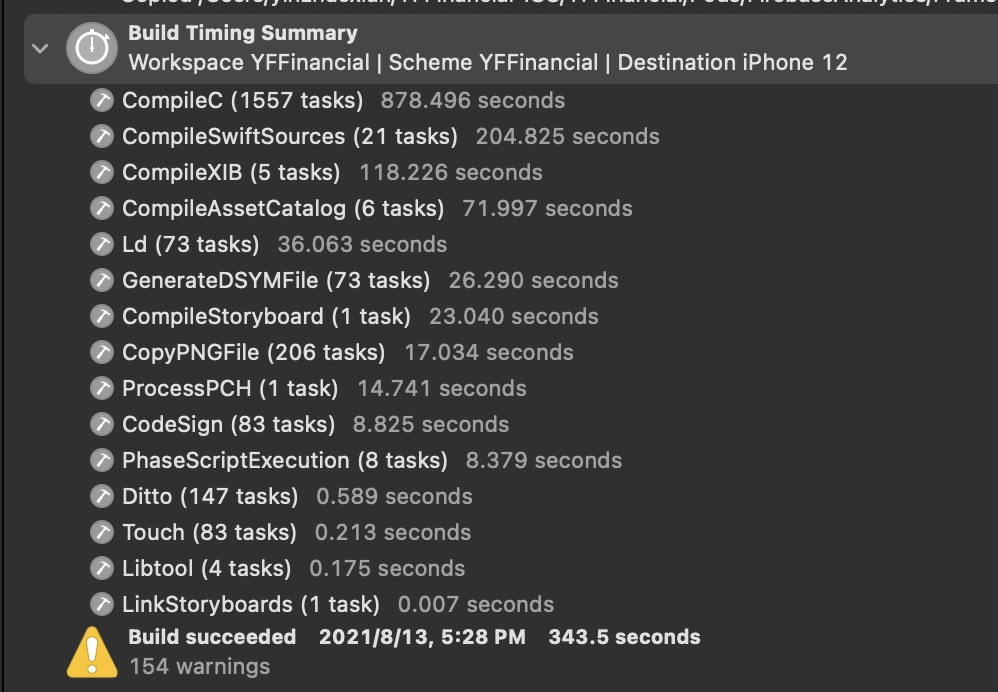 Build Timing Summary
Workspace YFFinancial | Scheme YFFinancial | Destination iPhone 12
CompileC (1557 tasks) 878.496 seconds
CompileSwiftSources (21 tasks) 204.825 seconds
CompileXIB (5 tasks) 118.226 seconds
CompileAssetCatalog (6 tasks) 71.997 seconds
Ld (73 tasks) 36.063 seconds
GenerateDSYMFile (73 tasks) 26.290 seconds
CompileStoryboard (1 task) 23.040 seconds
CopyPNGFile (206 tasks) 17.034 seconds
ProcessPCH (1 task) 14.741 seconds
CodeSign (83 tasks) 8.825 seconds
PhaseScriptExecution (8 tasks) 8.379 seconds
Ditto (147 tasks) 0.589 seconds
Touch (83 tasks) 0.213 seconds
Libtool (4 tasks) 0.175 seconds
LinkStoryboards (1 task) 0.007 seconds
Build succeeded 2021/8/13, 5:28 PM 343.5 seconds
154 warnings